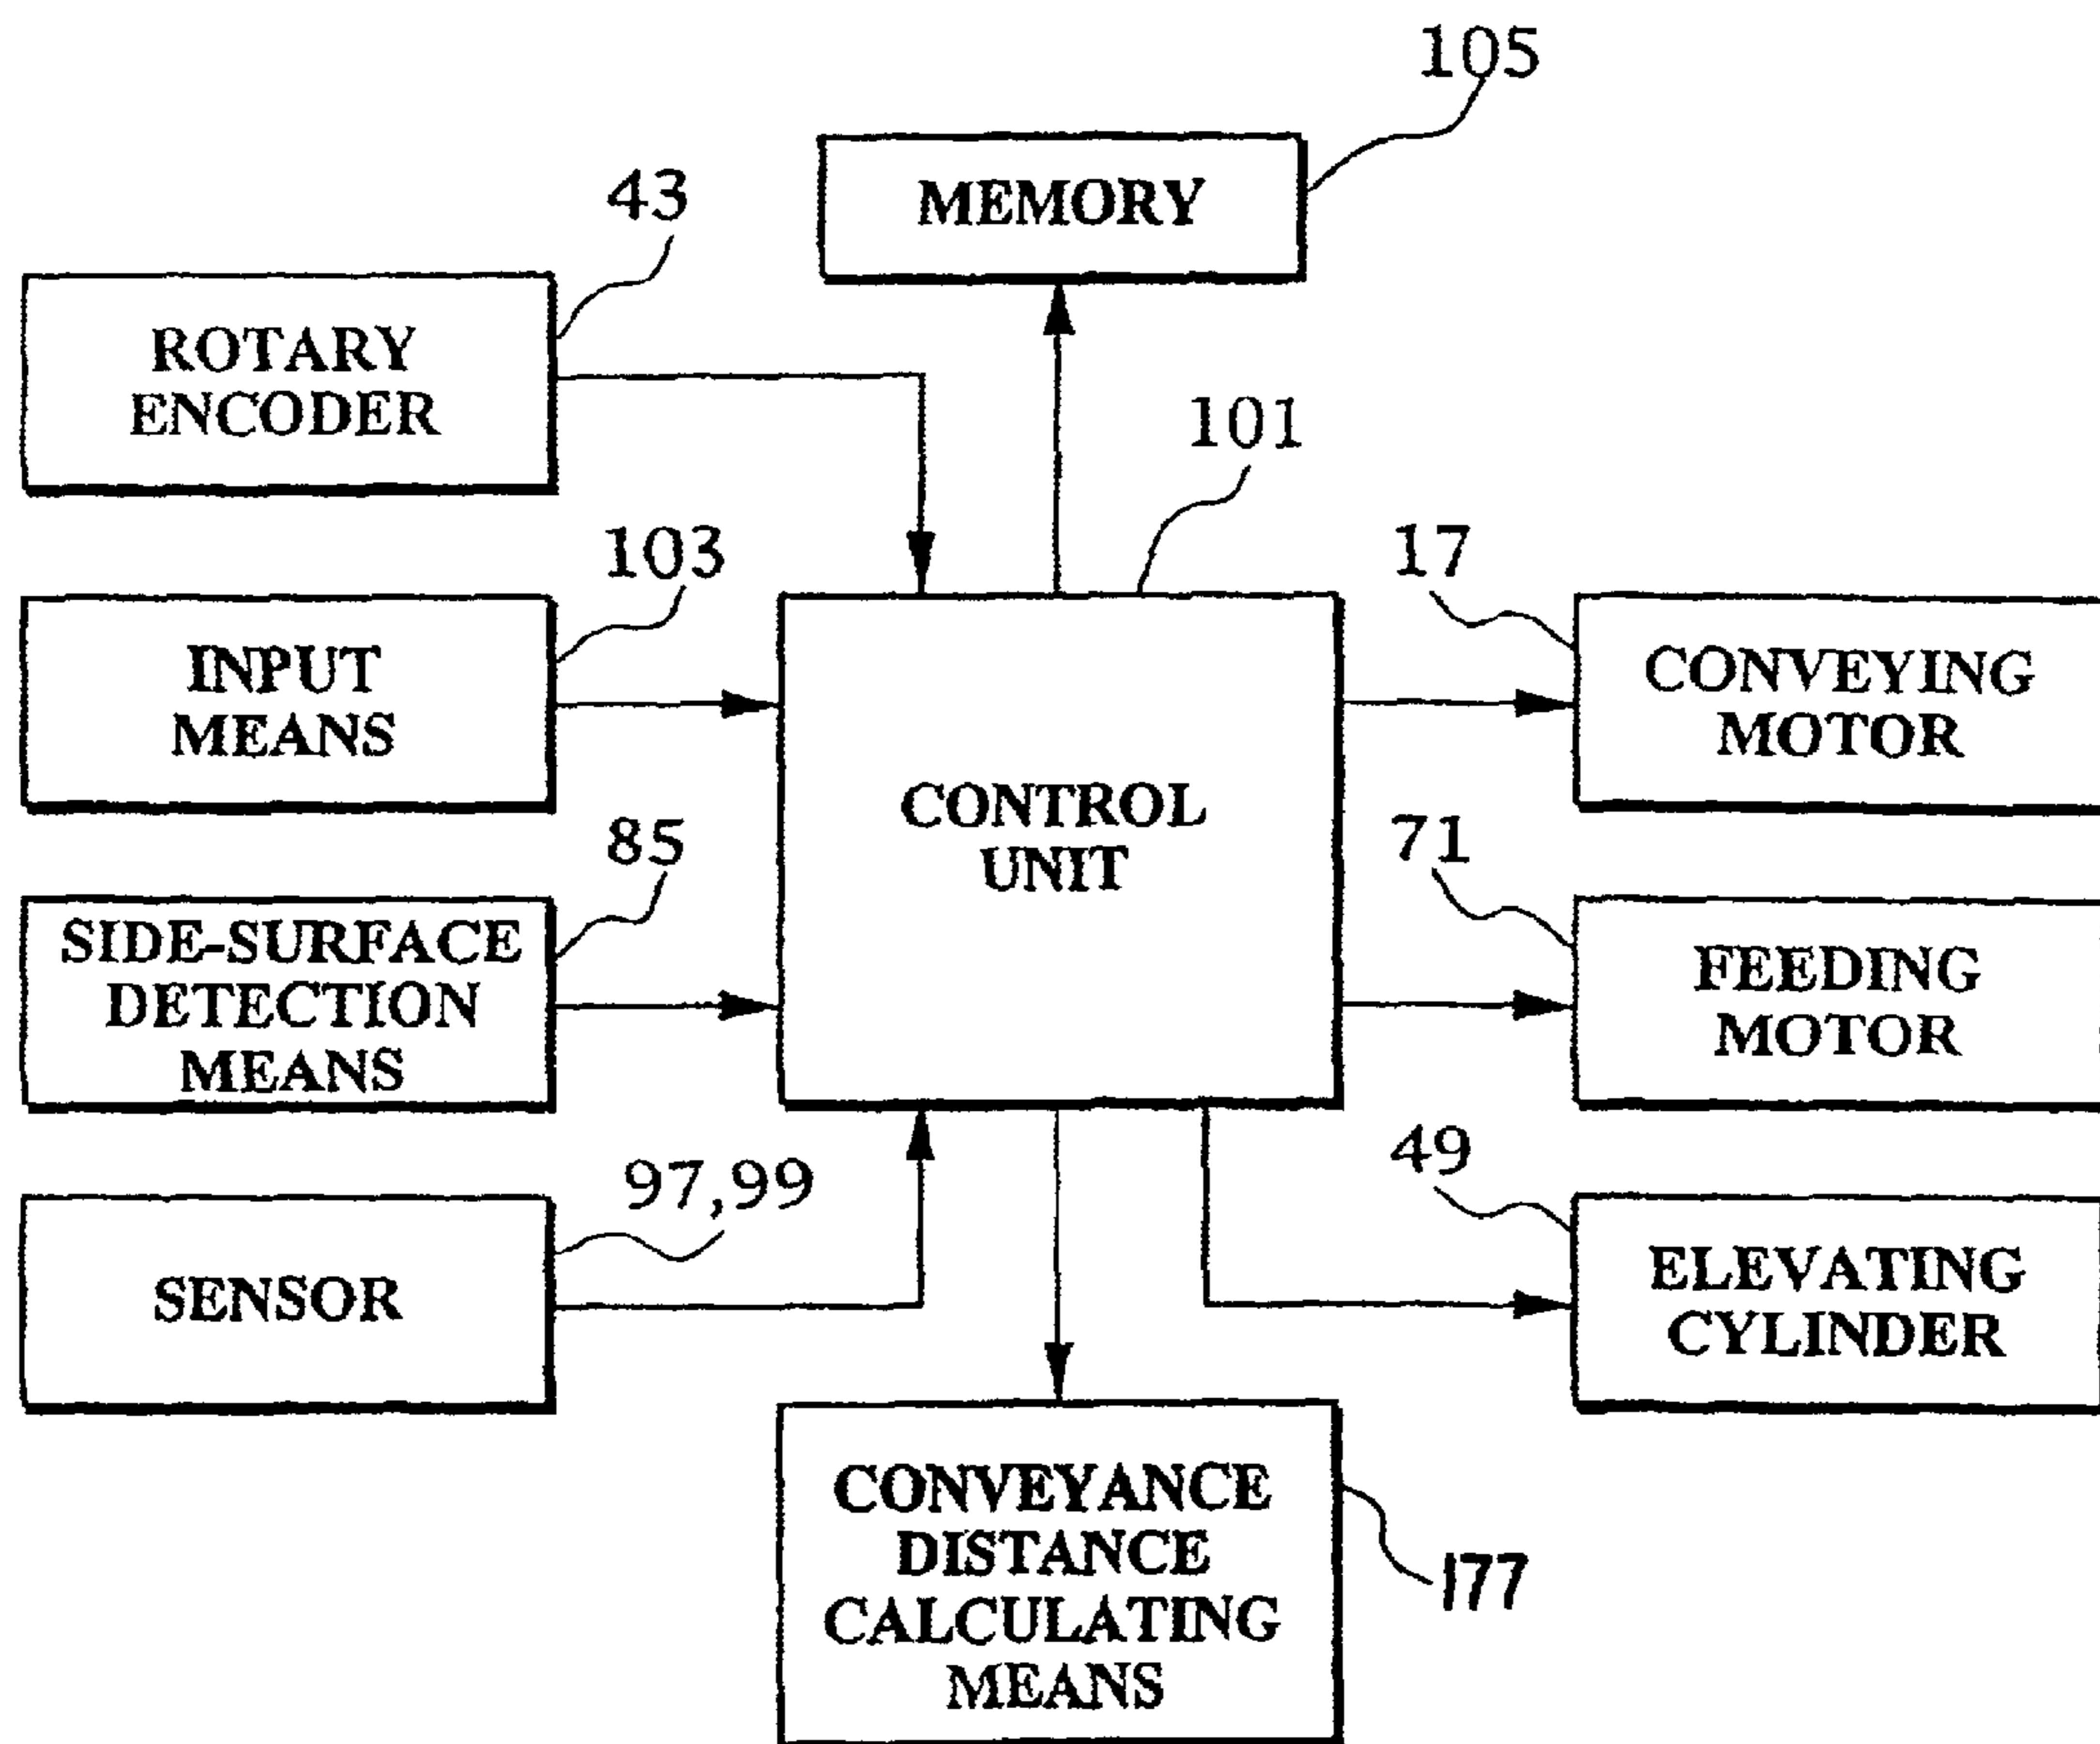 105
MEMORY
43
ROTARY
ENCODER
101
103
INPUT
MEANS
17
CONVEYING
MOTOR
CONTROL
UNIT
85
SIDE-SURFACE
DETECTION
MEANS
71
FEEDING
MOTOR
97,99
SENSOR
49
ELEVATING
CYLINDER
CONVEYANCE
DISTANCE
CALCULATING
MEANS
177